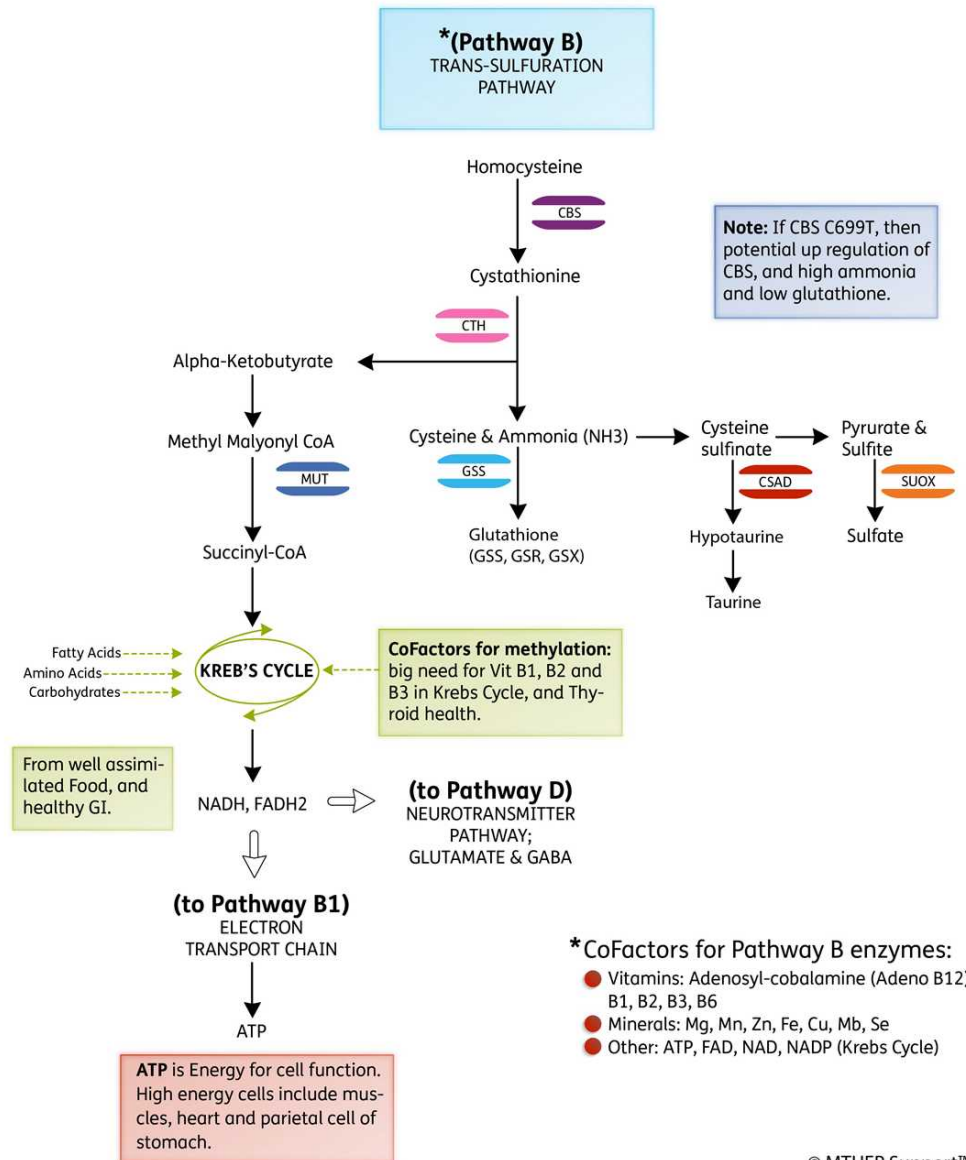 *(Pathway B)
TRANS-SULFURATION
PATHWAY
Homocysteine
CBS
Note: If CBS C699T, then
potential up regulation of
CBS, and high ammonia
and low glutathione.
Cystathionine
CTH
Alpha-Ketobutyrate
Methyl Malyonyl CoA
Cysteine & Ammonia (NH3)
Cysteine
sulfinate
Pyrurate &
Sulfite
MUT
GSS
CSAD
SUOX
Succinyl-CoA
Glutathione
(GSS, GSR, GSX)
Hypotaurine
Sulfate
Taurine
Fatty Acids
Amino Acids
Carbohydrates
KREB'S CYCLE
CoFactors for methylation:
big need for Vit B1, B2 and
B3 in Krebs Cycle, and Thy-
roid health.
From well assimi-
lated Food, and
healthy GI.
NADH, FADH2
(to Pathway D)
NEUROTRANSMITTER
PATHWAY;
GLUTAMATE & GABA
(to Pathway B1)
ELECTRON
TRANSPORT CHAIN
ATP
ATP is Energy for cell function.
High energy cells include mus-
cles, heart and parietal cell of
stomach.
*CoFactors for Pathway B enzymes:
Vitamins: Adenosyl-cobalamine (Adeno B12)
B1, B2, B3, B6
Minerals: Mg, Mn, Zn, Fe, Cu, Mb, Se
Other: ATP, FAD, NAD, NADP (Krebs Cycle)
© MTHFR Support™